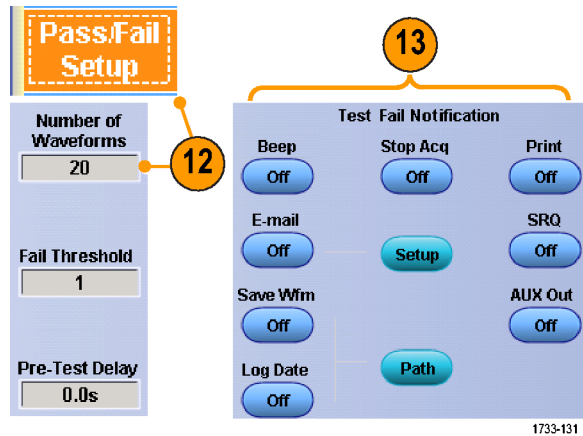 Pass/Fail
Setup
12
Number of
Waveforms
20
Fail Threshold
1
Pre-Test Delay
0.0s
13
Test Fail Notification
Beep
Stop Acq
Print
Off
Off
Off
E-mail
SRQ
Off
Setup
Off
Save Wfm
AUX Out
Off
Off
Log Date
Path
Off
1733-131